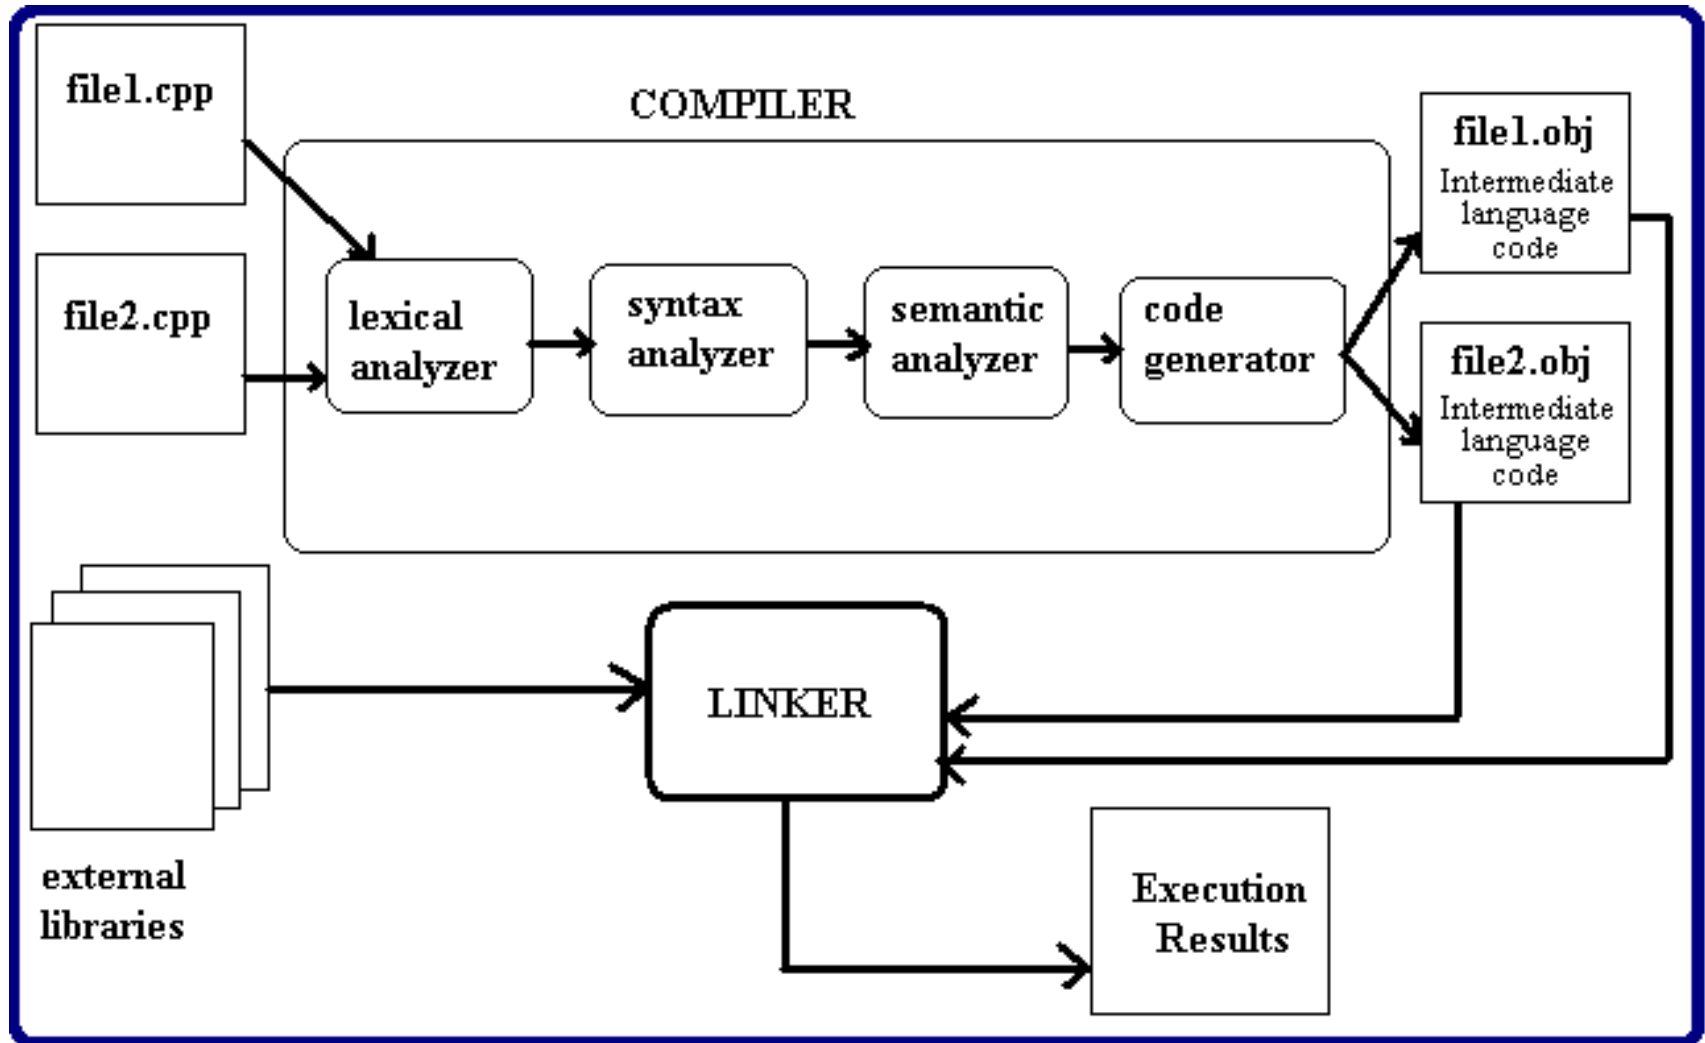 file1.cpp
COMPILER
file1.obj
Intermediate
language
code
file2.cpp
lexical
analyzer
syntax
analyzer
semantic
analyzer
code
generator
file2.obj
Intermediate
language
code
LINKER
external
libraries
Execution
Results